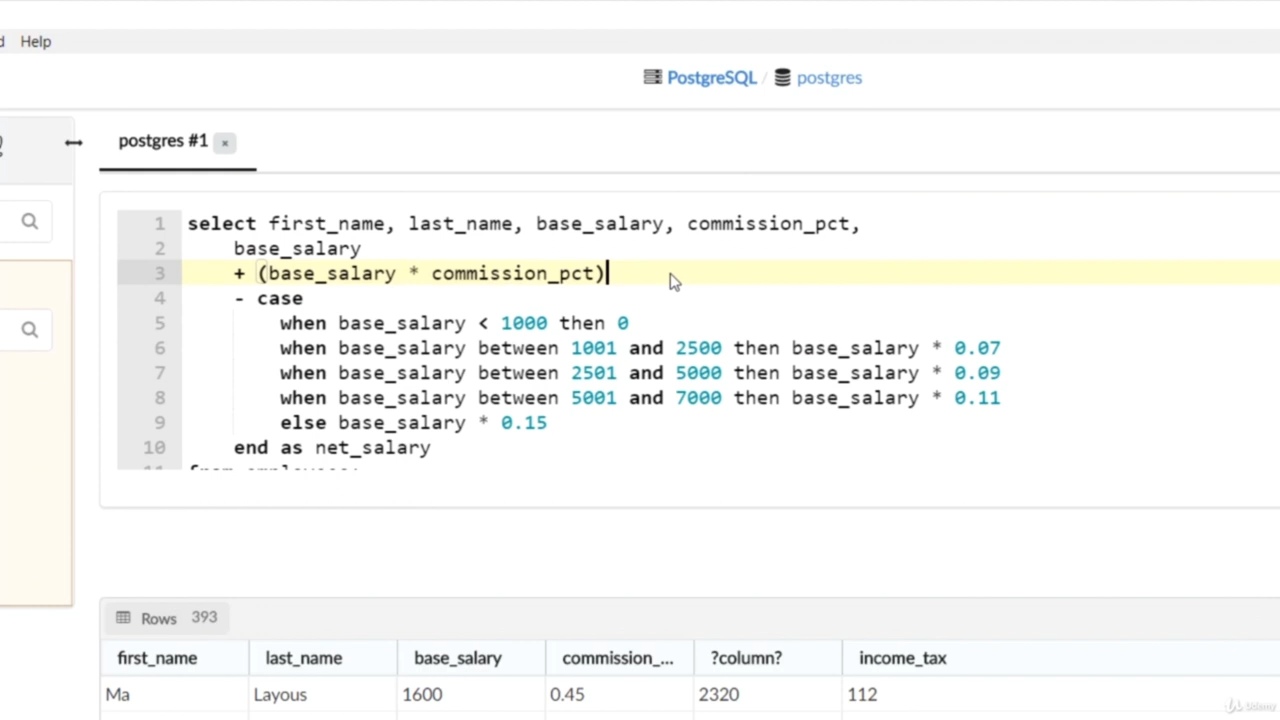 Help
PostgreSQL / postgres
postgres #1 ×
1 select first_name, last_name, base_salary, commission_pct,
2 base_salary
3 + (base_salary * commission_pct)
4 - case
5 when base_salary < 1000 then 0
6 when base_salary between 1001 and 2500 then base_salary * 0.07
7 when base_salary between 2501 and 5000 then base_salary * 0.09
8 when base_salary between 5001 and 7000 then base_salary * 0.11
9 else base_salary * 0.15
10 end as net_salary
11 from employees;
Rows 393
first_name last_name base_salary commission_... ?column? income_tax
Ma Layous 1600 0.45 2320 112
Udemy